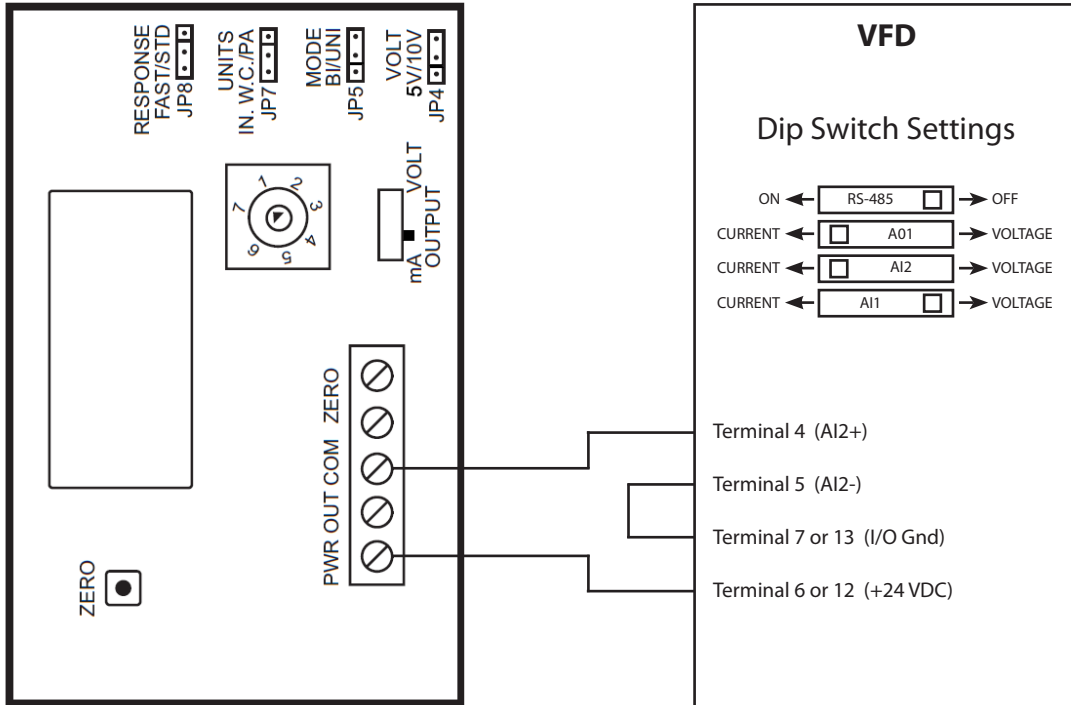 RESPONSE
FAST/STD
JP8
UNITS
IN. W.C./PA
JP7
MODE
BI/UNI
JP5
VOLT
5V/10V
JP4
1
2
3
4
5
6
7
mA VOLT
OUTPUT
PWR OUT COM ZERO
ZERO
VFD
Dip Switch Settings
ON RS-485 OFF
CURRENT A01 VOLTAGE
CURRENT AI2 VOLTAGE
CURRENT AI1 VOLTAGE
Terminal 4 (AI2+)
Terminal 5 (AI2-)
Terminal 7 or 13 (I/O Gnd)
Terminal 6 or 12 (+24 VDC)